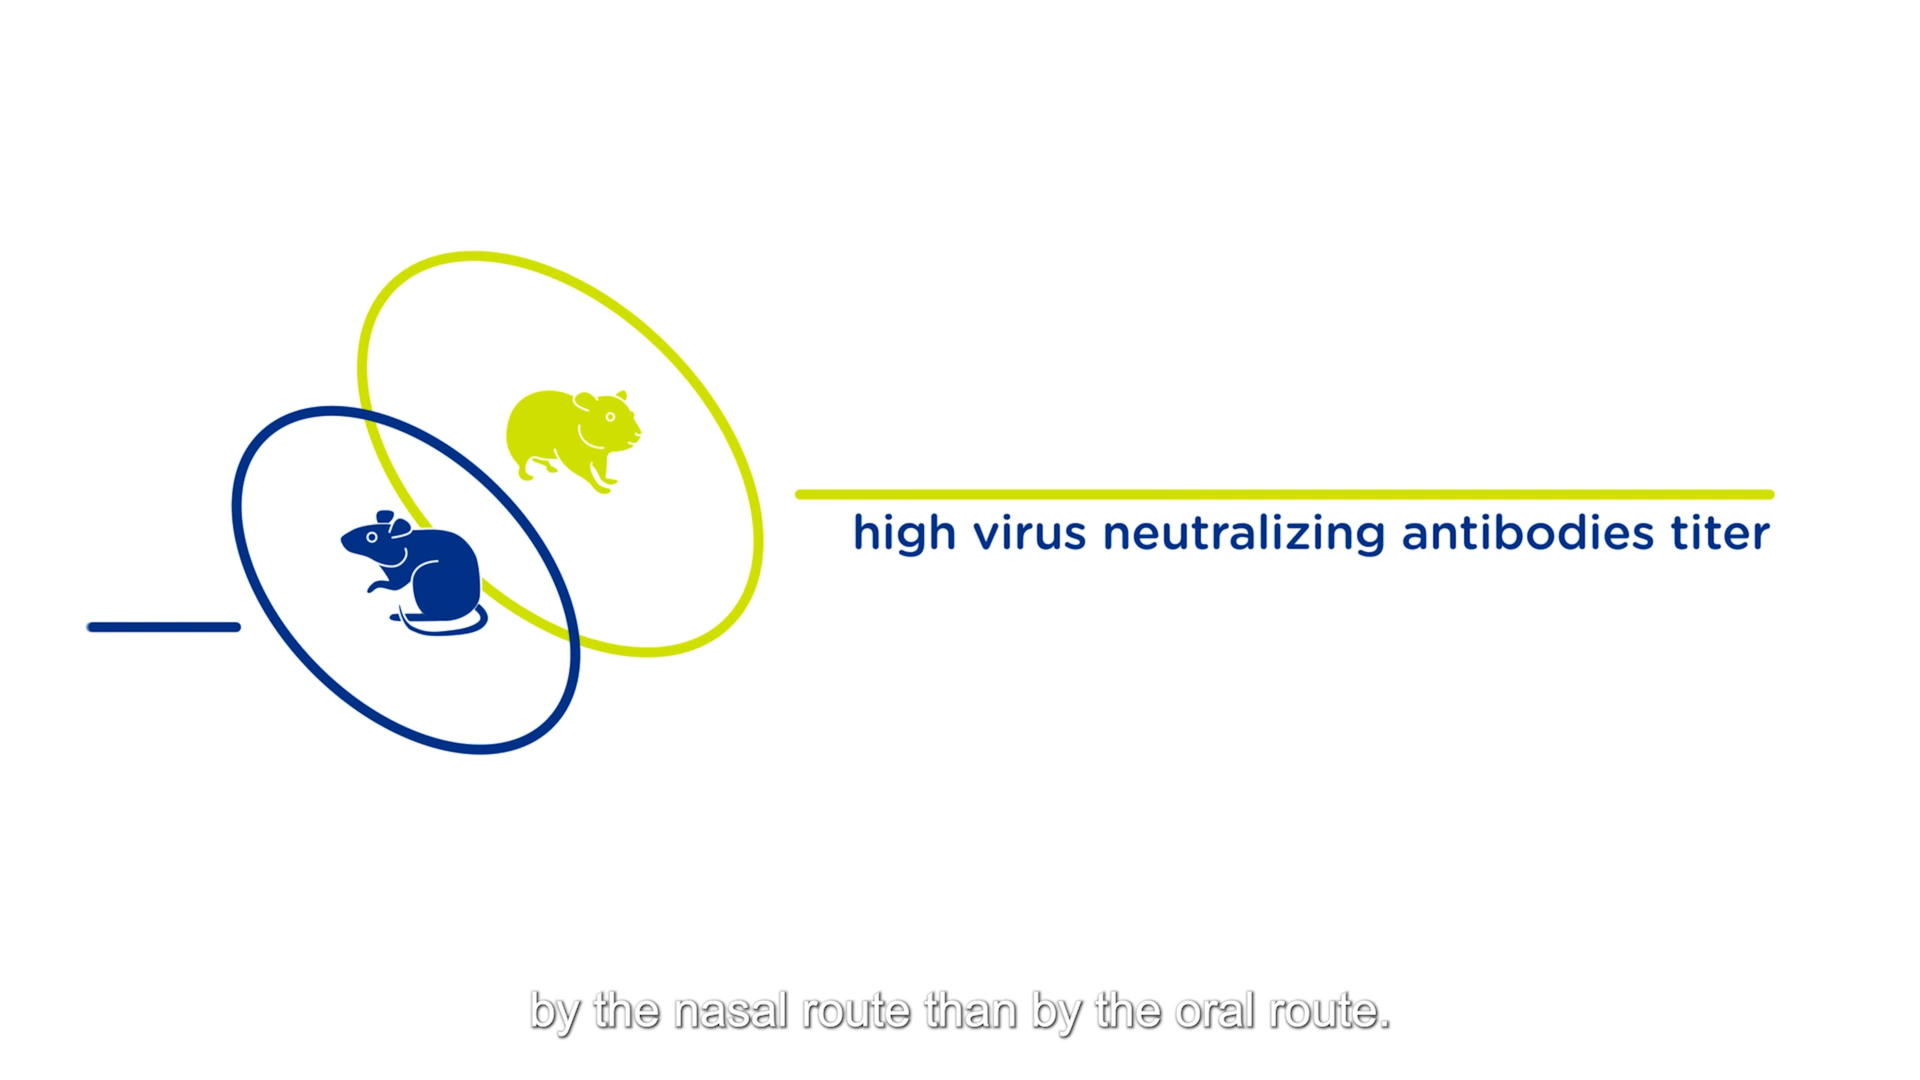 high virus neutralizing antibodies titer
by the nasal route than by the oral route.